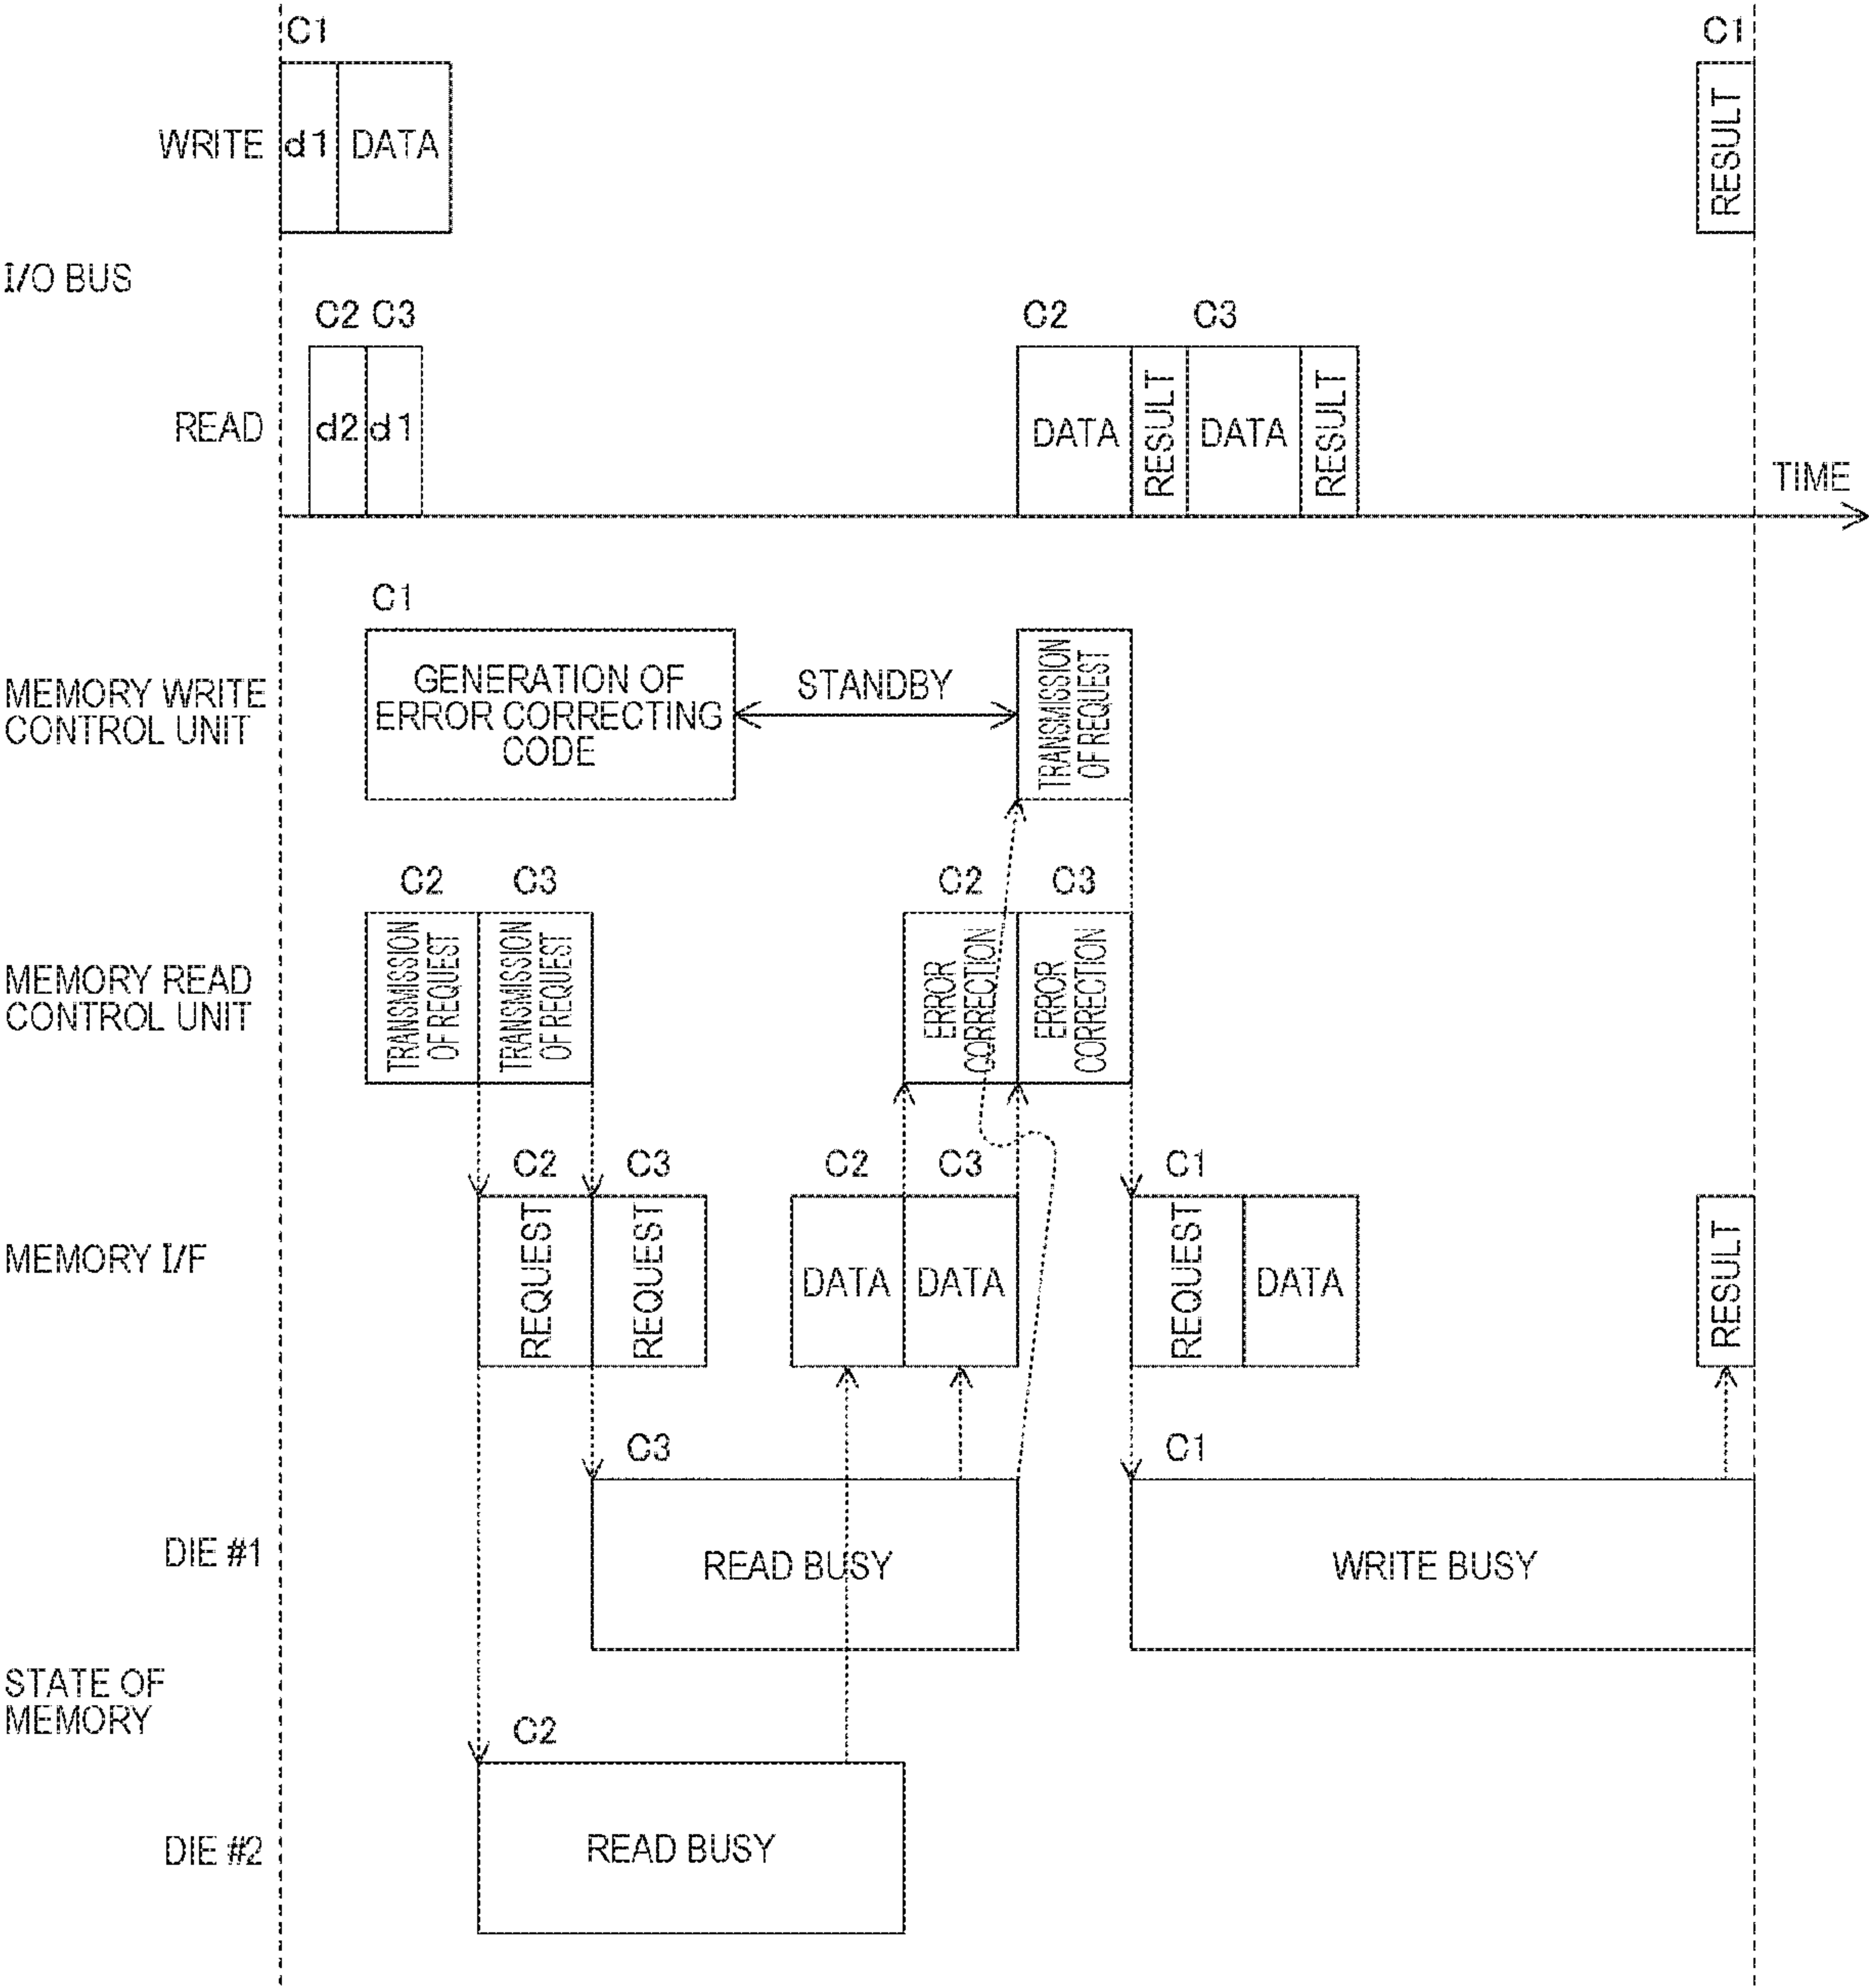 C1
C1
WRITE
d1
DATA
RESULT
I/O BUS
C2
C3
C2
C3
READ
d2
d1
DATA
RESULT
DATA
RESULT
TIME
C1
MEMORY WRITE
CONTROL UNIT
GENERATION OF
ERROR CORRECTING
CODE
STANDBY
TRANSMISSION
OF REQUEST
C2
C3
C2
C3
MEMORY READ
CONTROL UNIT
TRANSMISSION
OF REQUEST
TRANSMISSION
OF REQUEST
ERROR
CORRECTION
ERROR
CORRECTION
C2
C3
C2
C3
C1
MEMORY I/F
REQUEST
REQUEST
DATA
DATA
REQUEST
DATA
RESULT
C3
C1
DIE #1
READ BUSY
WRITE BUSY
STATE OF
MEMORY
C2
DIE #2
READ BUSY